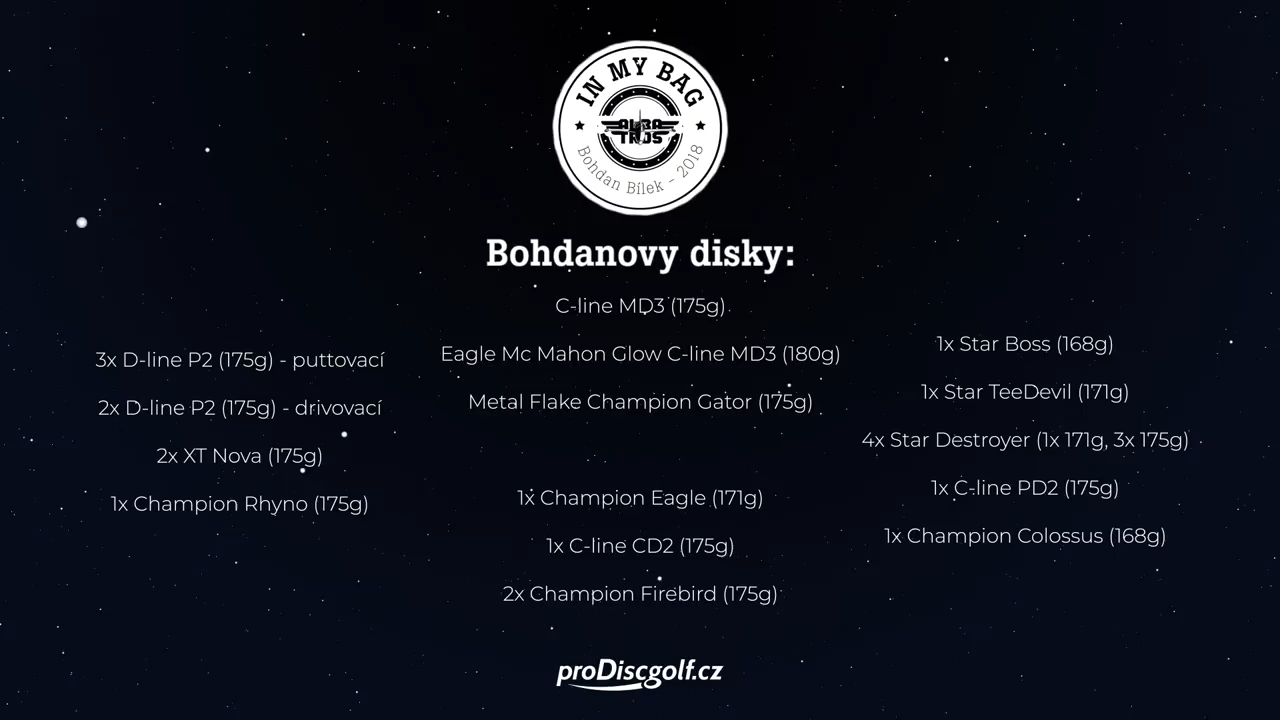 IN MY BAG
ALBA
TROS
Bohdan Bílek - 2018
Bohdanovy disky:
3x D-line P2 (175g) - puttovací
2x D-line P2 (175g) - drivovací
2x XT Nova (175g)
1x Champion Rhyno (175g)
C-line MD3 (175g)
Eagle Mc Mahon Glow C-line MD3 (180g)
Metal Flake Champion Gator (175g)
1x Champion Eagle (171g)
1x C-line CD2 (175g)
2x Champion Firebird (175g)
1x Star Boss (168g)
1x Star TeeDevil (171g)
4x Star Destroyer (1x 171g, 3x 175g)
1x C-line PD2 (175g)
1x Champion Colossus (168g)
proDiscgolf.cz